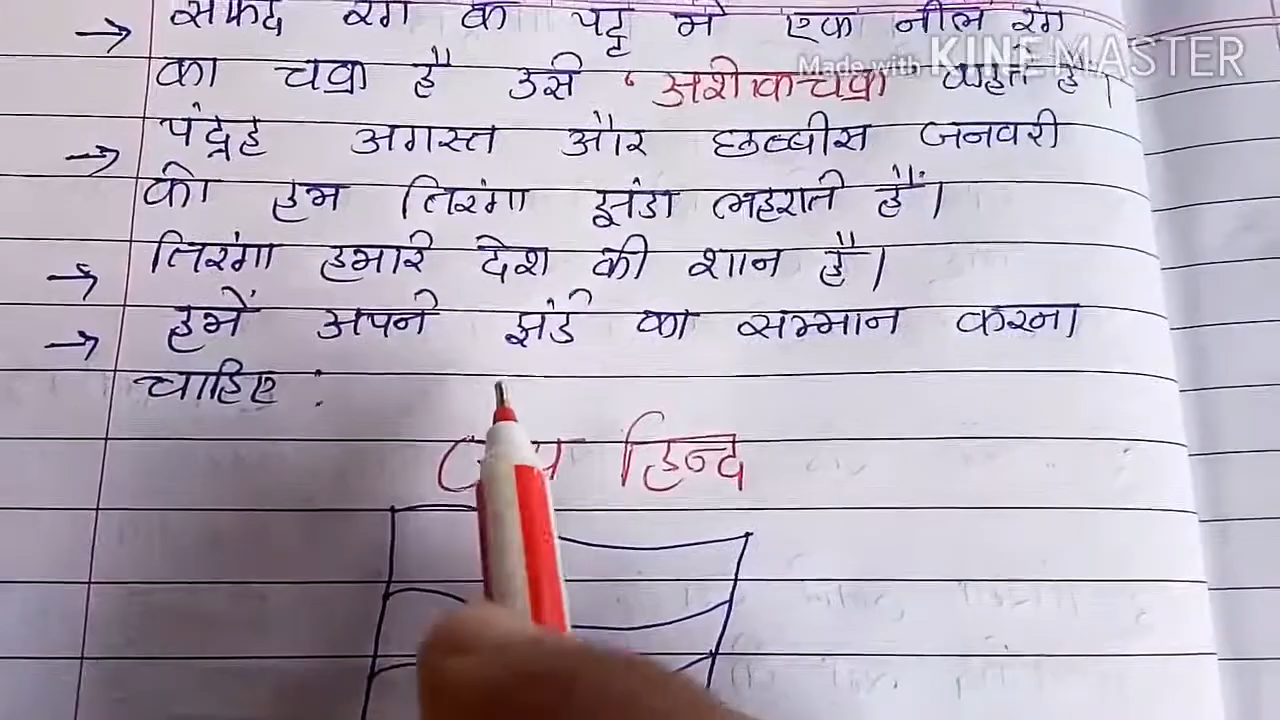 → सफेद रंग के पट्ट मे एक नीले रंग
का चक्र है उसे 'अशोकचक्र' कहते है।
→ पंद्रह अगस्त और छब्बीस जनवरी
को हम तिरंगा झंडा लहराते हैं।
→ तिरंगा हमारे देश की शान है।
→ हमें अपने झंडे का सम्मान करना
चाहिए :
हिन्द
Made with KINEMASTER